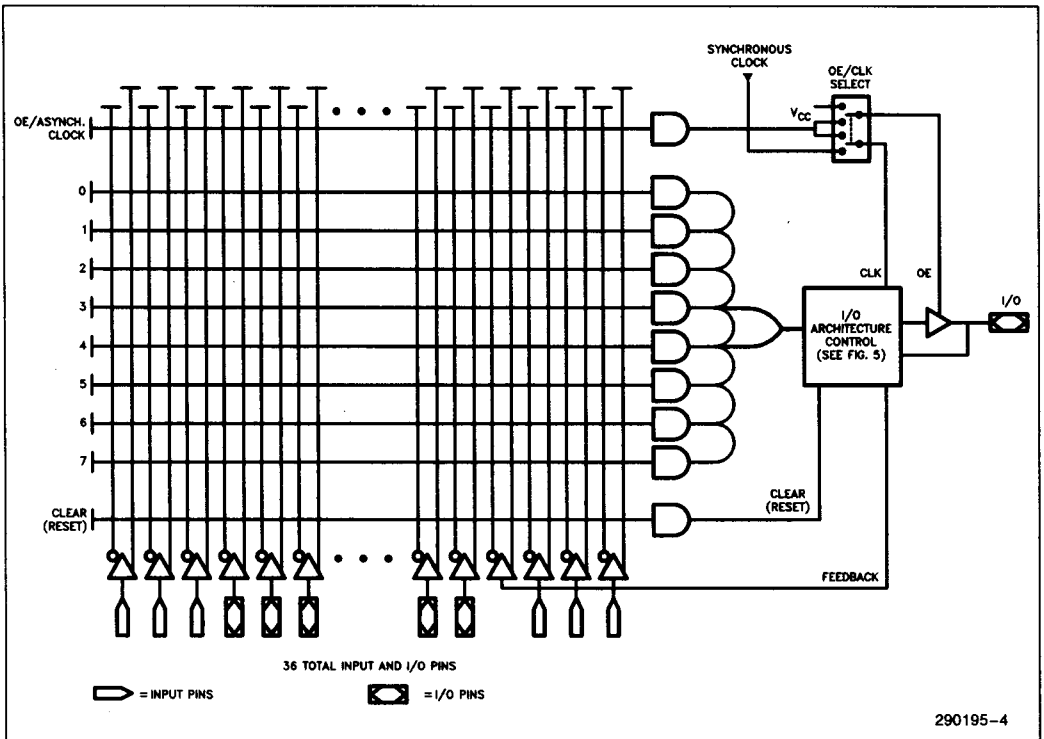 SYNCHRONOUS
CLOCK
OE/CLK
SELECT
OE/ASYNCH.
CLOCK
VCC
0
1
2
3
4
5
6
7
CLK
OE
I/O
I/O
ARCHITECTURE
CONTROL
(SEE FIG. 5)
CLEAR
(RESET)
CLEAR
(RESET)
FEEDBACK
36 TOTAL INPUT AND I/O PINS
= INPUT PINS
= I/O PINS
290195-4